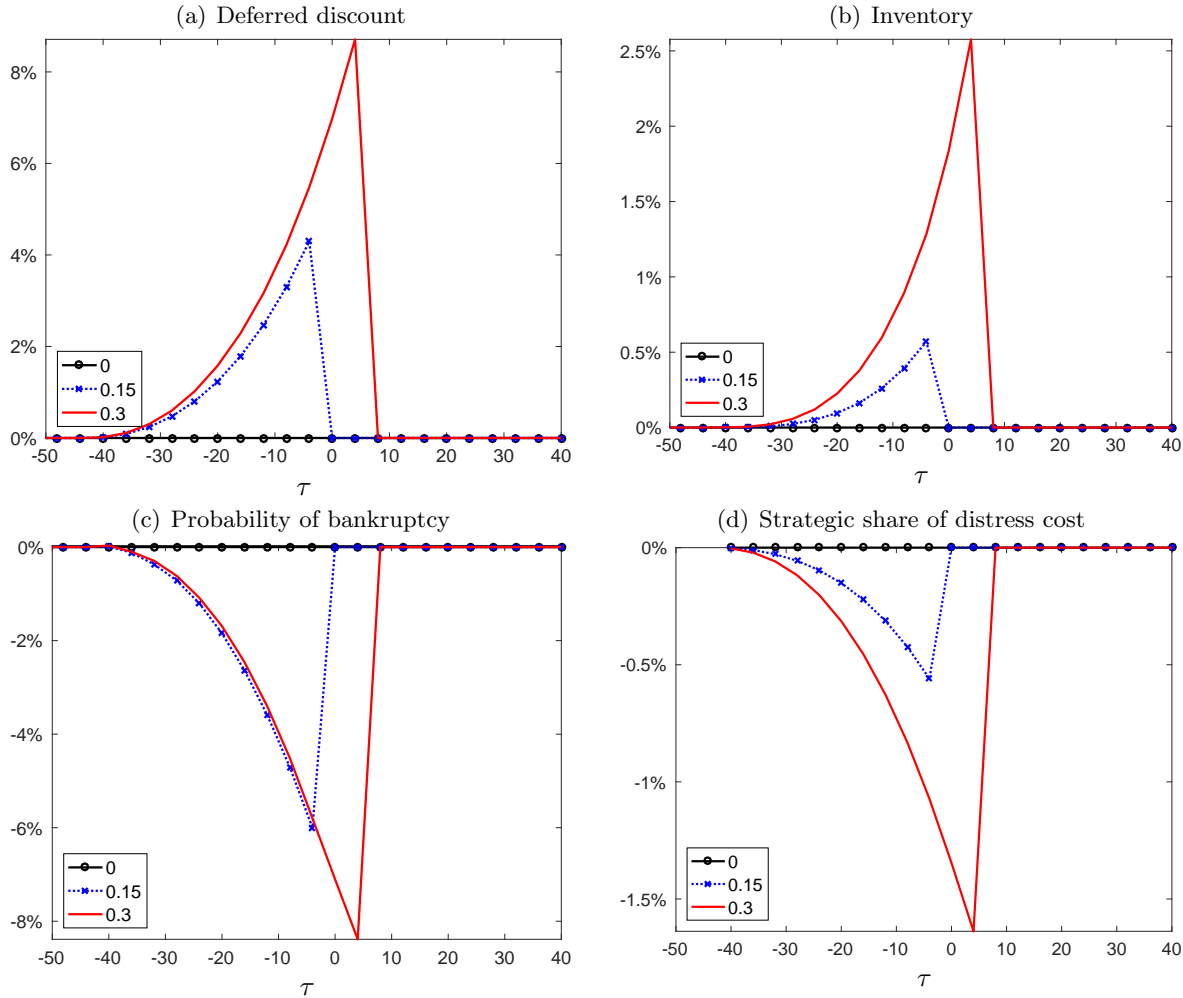 (a) Deferred discount
8%
6%
4%
2%
0%
0
0.15
0.3
-50 -40 -30 -20 -10 0 10 20 30 40
τ
(b) Inventory
2.5%
2%
1.5%
1%
0.5%
0%
0
0.15
0.3
-50 -40 -30 -20 -10 0 10 20 30 40
τ
(c) Probability of bankruptcy
0%
-2%
-4%
-6%
-8%
0
0.15
0.3
-50 -40 -30 -20 -10 0 10 20 30 40
τ
(d) Strategic share of distress cost
0%
-0.5%
-1%
-1.5%
0
0.15
0.3
-50 -40 -30 -20 -10 0 10 20 30 40
τ